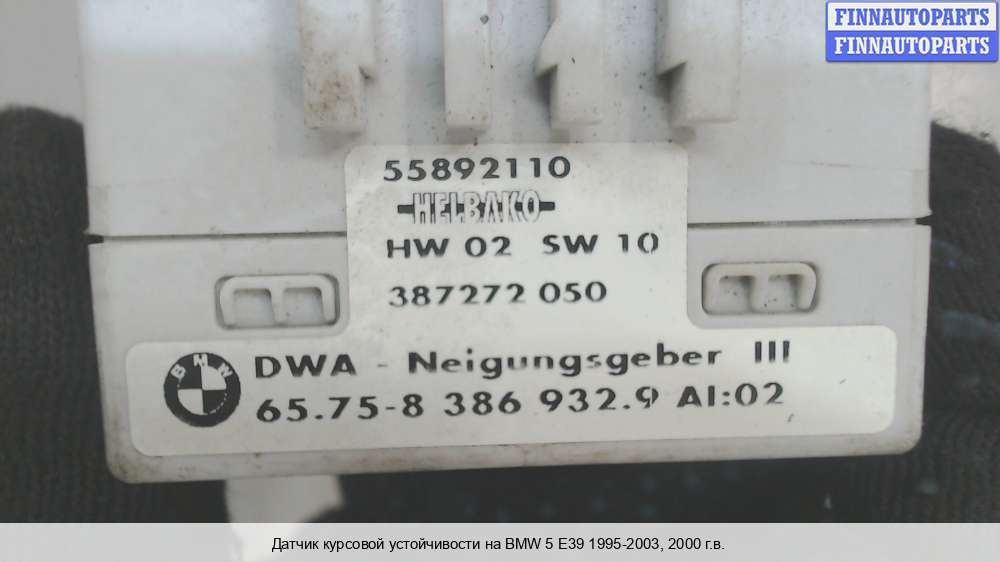 FINNAUTOPARTS
FINNAUTOPARTS
55892110
HELBAKO
HW 02 SW 10
387272 050
BMW
DWA - Neigungsgeber III
65.75-8 386 932.9 AI:02
Датчик курсовой устойчивости на BMW 5 E39 1995-2003, 2000 г.в.